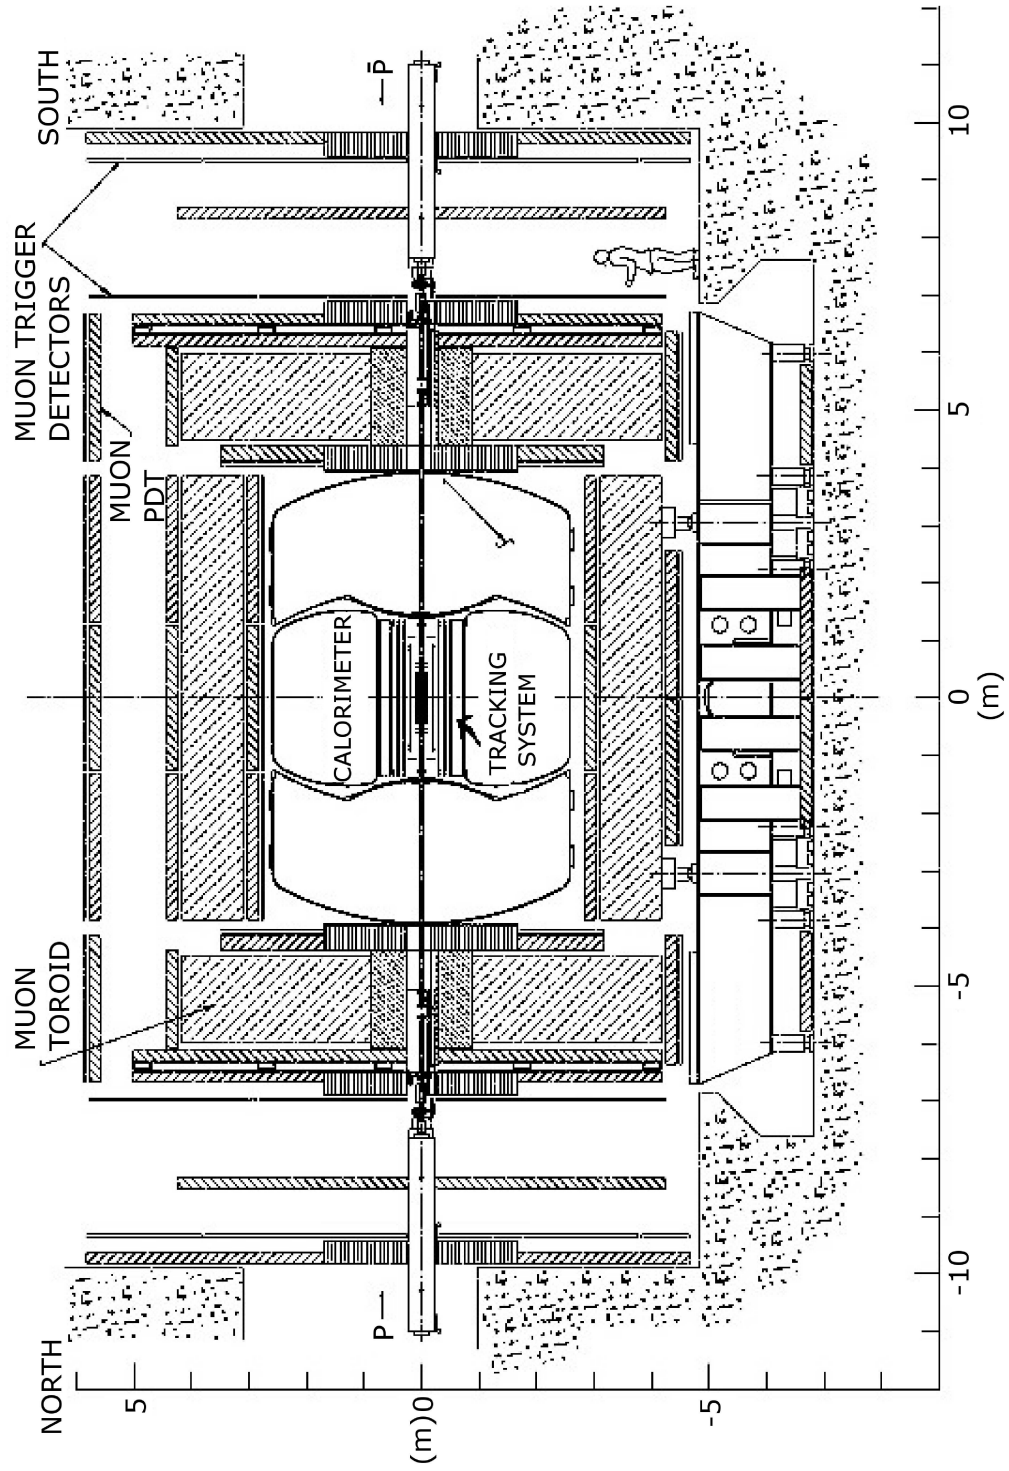 SOUTH
P̄
MUON TRIGGER
DETECTORS
MUON
PDT
CALORIMETER
TRACKING
SYSTEM
MUON
TOROID
P
NORTH
5
(m)0
-5
-10
-5
0
(m)
5
10